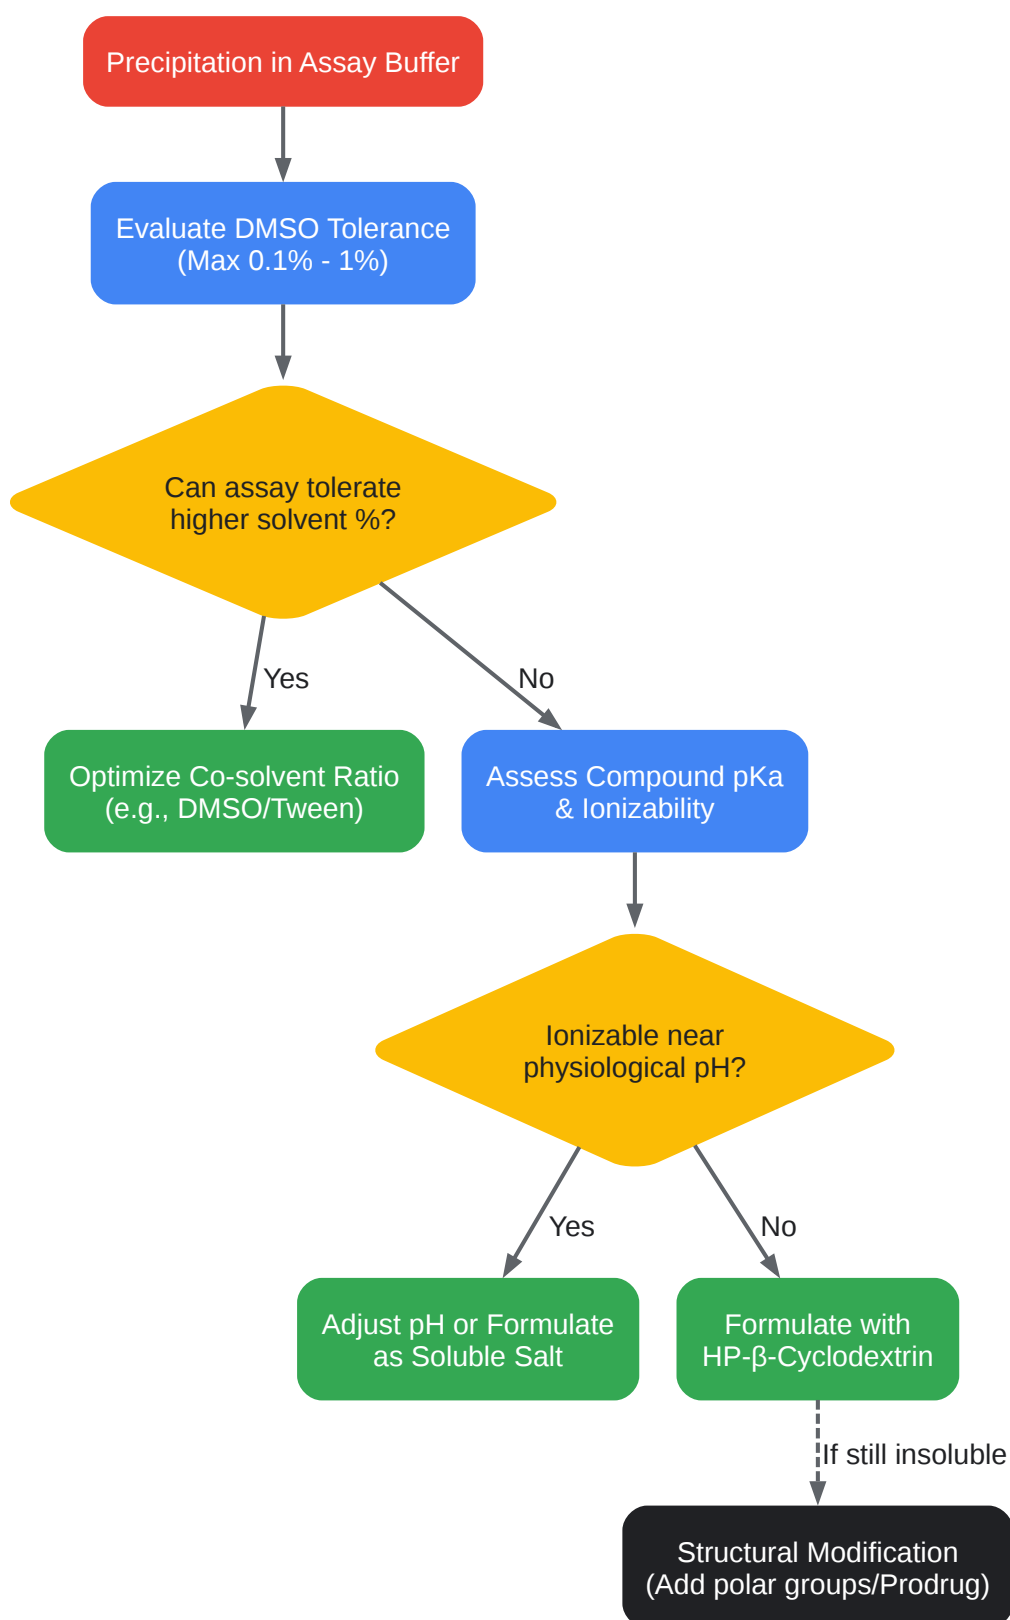 Precipitation in Assay Buffer
Evaluate DMSO Tolerance
(Max 0.1% - 1%)
Can assay tolerate
higher solvent %?
Yes
No
Optimize Co-solvent Ratio
(e.g., DMSO/Tween)
Assess Compound pKa
& Ionizability
Ionizable near
physiological pH?
Yes
No
Adjust pH or Formulate
as Soluble Salt
Formulate with
HP-β-Cyclodextrin
If still insoluble
Structural Modification
(Add polar groups/Prodrug)